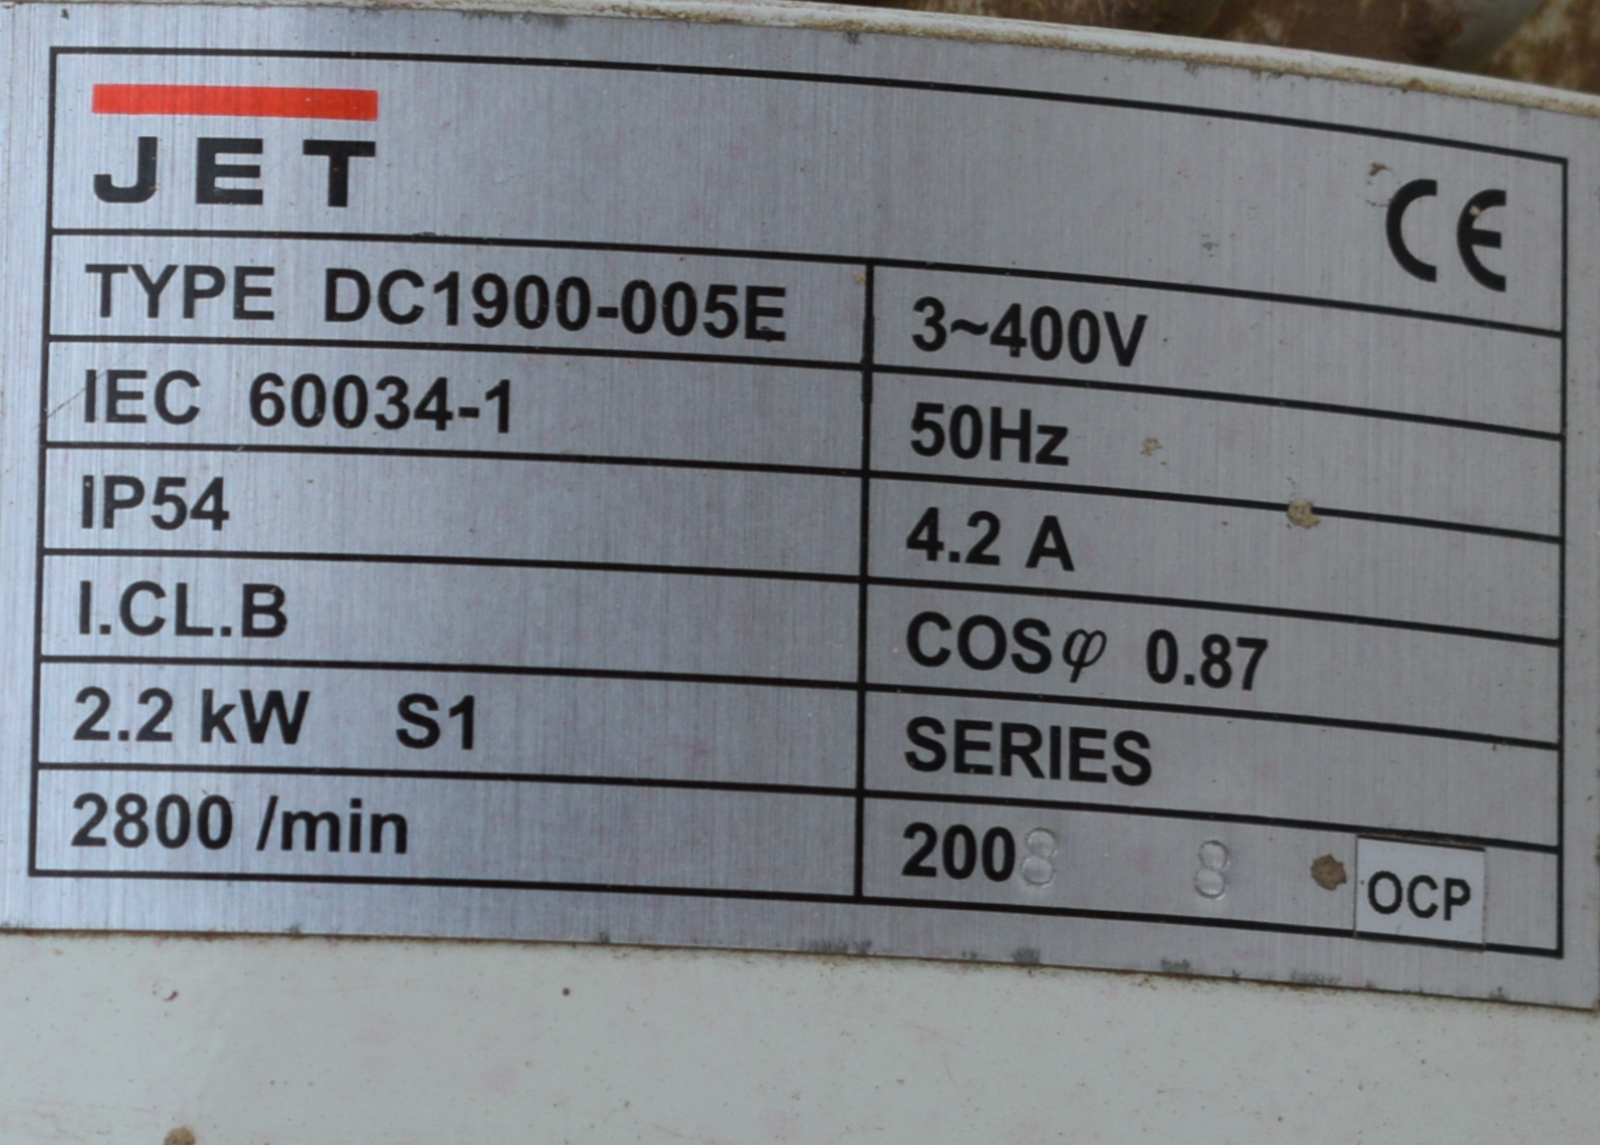 JET
CE
TYPE DC1900-005E
3~400V
IEC 60034-1
50Hz
IP54
4.2 A
I.CL.B
COSφ 0.87
2.2 kW S1
SERIES
2800 /min
2008 8 OCP